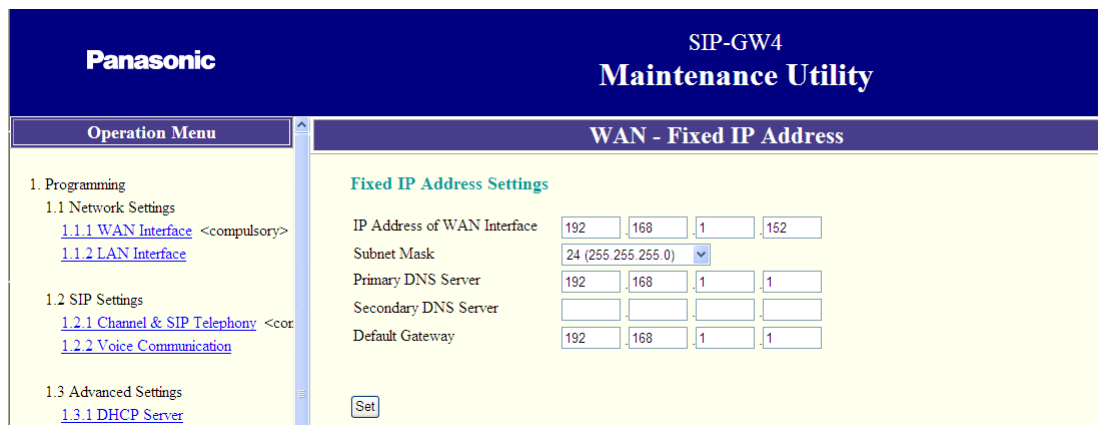 Panasonic
SIP-GW4
Maintenance Utility
Operation Menu
1. Programming
1.1 Network Settings
1.1.1 WAN Interface <compulsory>
1.1.2 LAN Interface
1.2 SIP Settings
1.2.1 Channel & SIP Telephony <cor
1.2.2 Voice Communication
1.3 Advanced Settings
1.3.1 DHCP Server
WAN - Fixed IP Address
Fixed IP Address Settings
IP Address of WAN Interface 192 . 168 . 1 . 152
Subnet Mask 24 (255.255.255.0)
Primary DNS Server 192 . 168 . 1 . 1
Secondary DNS Server . . .
Default Gateway 192 . 168 . 1 . 1
Set